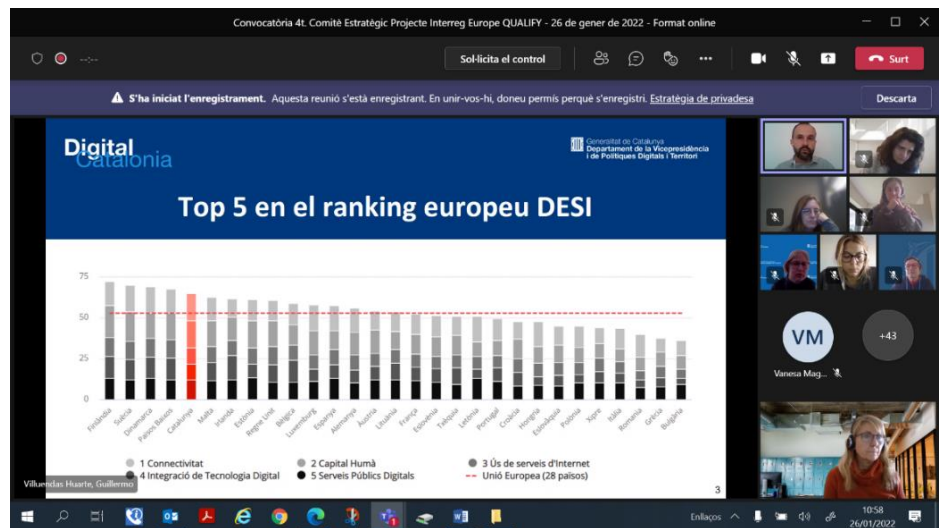 Convocatòria 4t. Comitè Estratègic Projecte Interreg Europe QUALIFY - 26 de gener de 2022 - Format online
--:--
Sol·licita el control
Surt
S'ha iniciat l'enregistrament. Aquesta reunió s'està enregistrant. En unir-vos-hi, doneu permís perquè s'enregistri. Estratègia de privadesa
Descarta
Digital
Catalonia
Generalitat de Catalunya
Departament de la Vicepresidència
i de Polítiques Digitals i Territori
Top 5 en el ranking europeu DESI
75
50
25
0
Finlàndia
Suècia
Dinamarca
Països Baixos
Catalunya
Malta
Irlanda
Estònia
Regne Unit
Bèlgica
Luxemburg
Espanya
Alemanya
Àustria
Lituània
França
Eslovènia
Txèquia
Letònia
Portugal
Croàcia
Hongria
Eslovàquia
Polònia
Xipre
Itàlia
Romania
Grècia
Bulgària
1 Connectivitat
2 Capital Humà
3 Ús de serveis d'Internet
4 Integració de Tecnologia Digital
5 Serveis Públics Digitals
Unió Europea (28 països)
3
Villuendas Huarte, Guillermo
VM
Vanesa Mag...
+43
Enllaços
10:58
26/01/2022